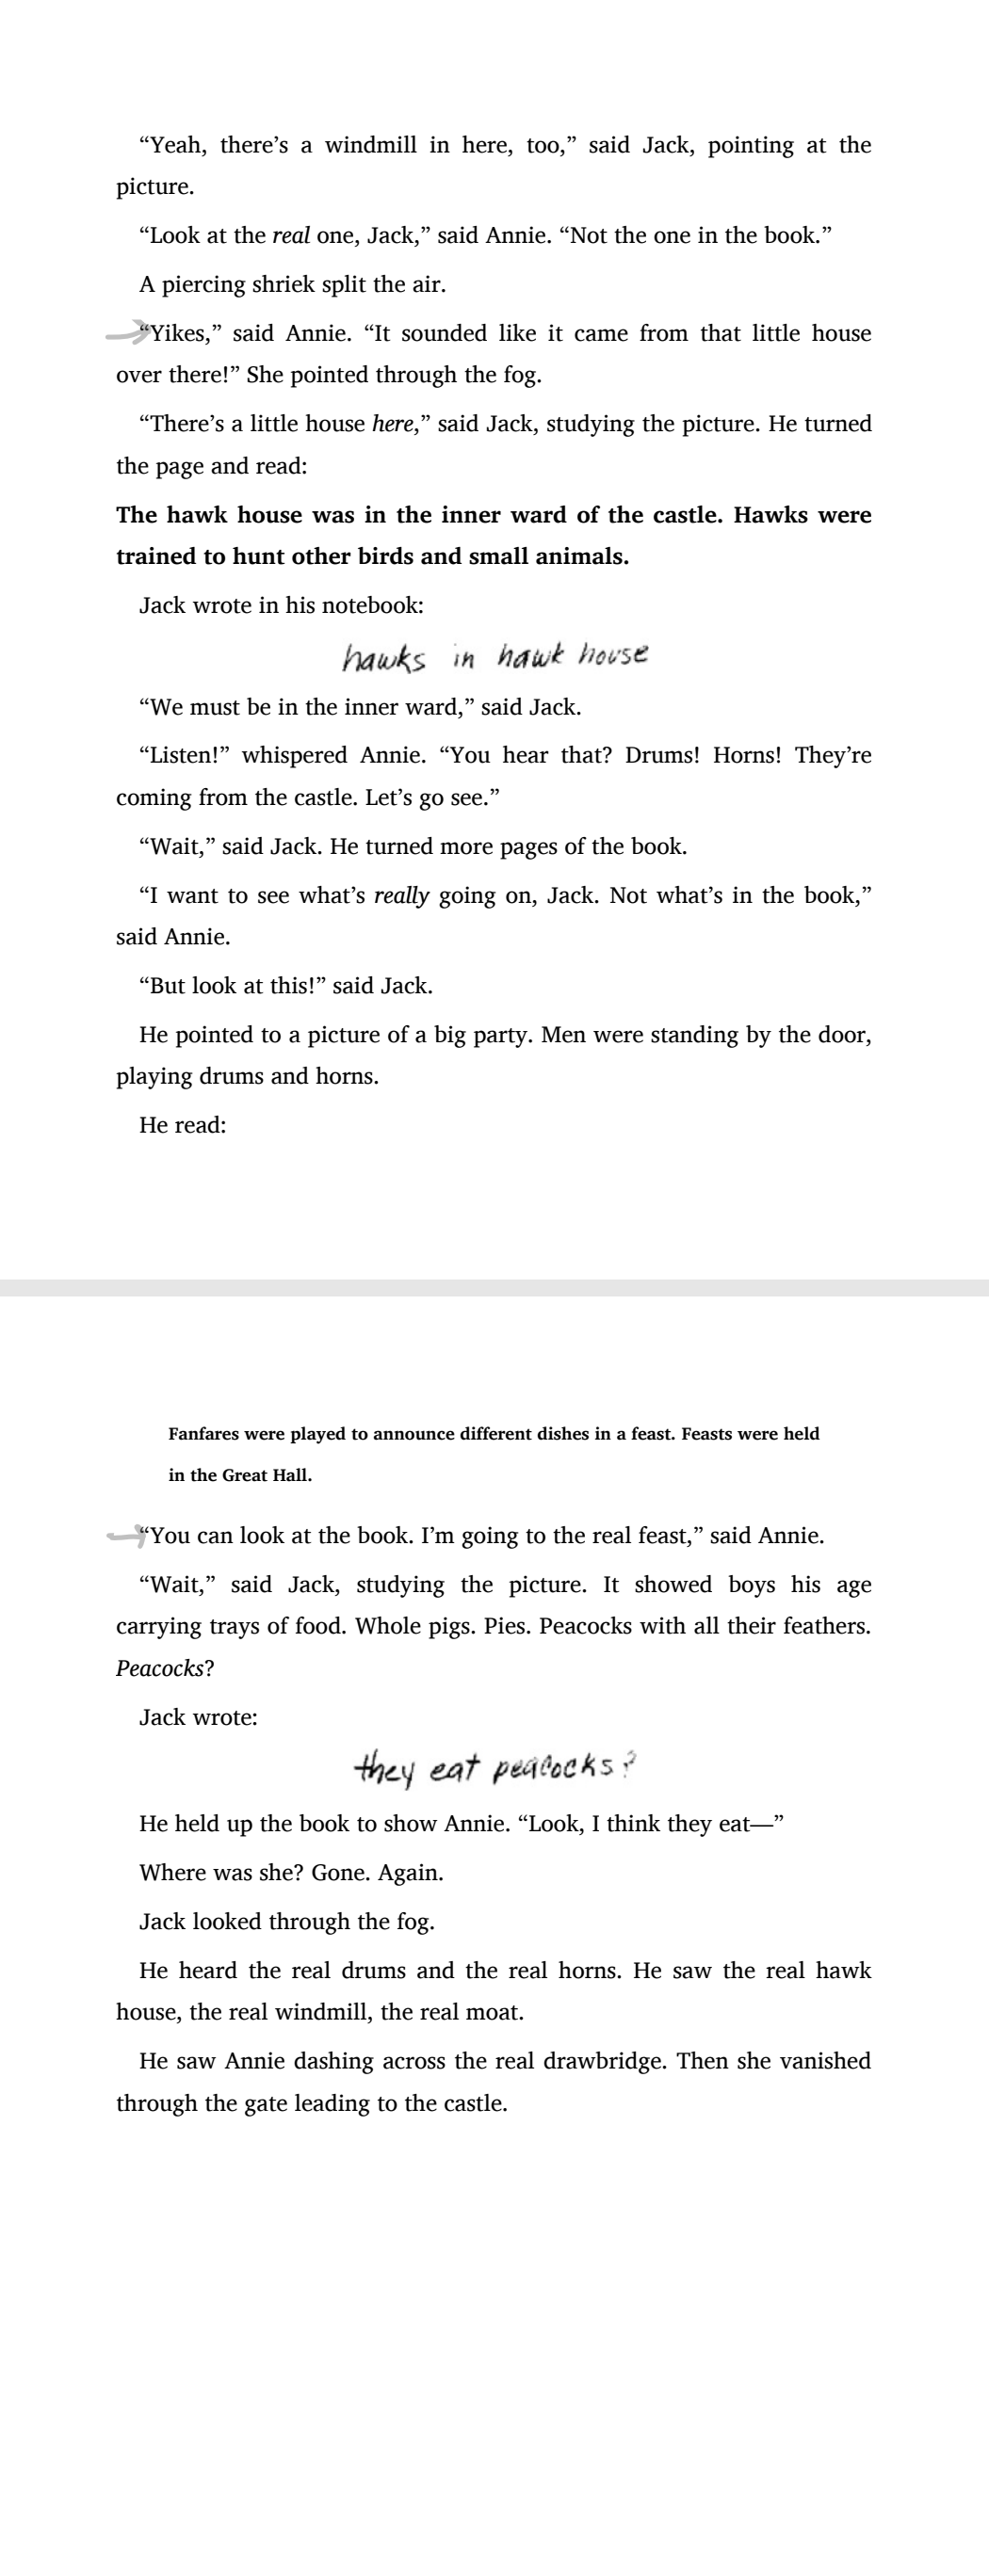 “Yeah, there’s a windmill in here, too,” said Jack, pointing at the
picture.
“Look at the real one, Jack,” said Annie. “Not the one in the book.”
A piercing shriek split the air.
“Yikes,” said Annie. “It sounded like it came from that little house
over there!” She pointed through the fog.
“There’s a little house here,” said Jack, studying the picture. He turned
the page and read:
The hawk house was in the inner ward of the castle. Hawks were
trained to hunt other birds and small animals.
Jack wrote in his notebook:
hawks in hawk house
“We must be in the inner ward,” said Jack.
“Listen!” whispered Annie. “You hear that? Drums! Horns! They’re
coming from the castle. Let’s go see.”
“Wait,” said Jack. He turned more pages of the book.
“I want to see what’s really going on, Jack. Not what’s in the book,”
said Annie.
“But look at this!” said Jack.
He pointed to a picture of a big party. Men were standing by the door,
playing drums and horns.
He read:
Fanfares were played to announce different dishes in a feast. Feasts were held
in the Great Hall.
“You can look at the book. I’m going to the real feast,” said Annie.
“Wait,” said Jack, studying the picture. It showed boys his age
carrying trays of food. Whole pigs. Pies. Peacocks with all their feathers.
Peacocks?
Jack wrote:
they eat peacocks?
He held up the book to show Annie. “Look, I think they eat—”
Where was she? Gone. Again.
Jack looked through the fog.
He heard the real drums and the real horns. He saw the real hawk
house, the real windmill, the real moat.
He saw Annie dashing across the real drawbridge. Then she vanished
through the gate leading to the castle.